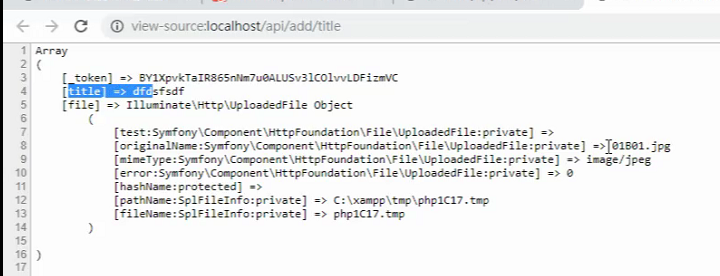 view-source:localhost/api/add/title
1 Array
2 (
3 [_token] => BY1XpvkTaIR865nNm7u0ALUSv3lCOlvvLDFizmVC
4 [title] => dfdsfsdf
5 [file] => Illuminate\Http\UploadedFile Object
6 (
7 [test:Symfony\Component\HttpFoundation\File\UploadedFile:private] =>
8 [originalName:Symfony\Component\HttpFoundation\File\UploadedFile:private] => 01B01.jpg
9 [mimeType:Symfony\Component\HttpFoundation\File\UploadedFile:private] => image/jpeg
10 [error:Symfony\Component\HttpFoundation\File\UploadedFile:private] => 0
11 [hashName:protected] =>
12 [pathName:SplFileInfo:private] => C:\xampp\tmp\php1C17.tmp
13 [fileName:SplFileInfo:private] => php1C17.tmp
14 )
15
16 )
17